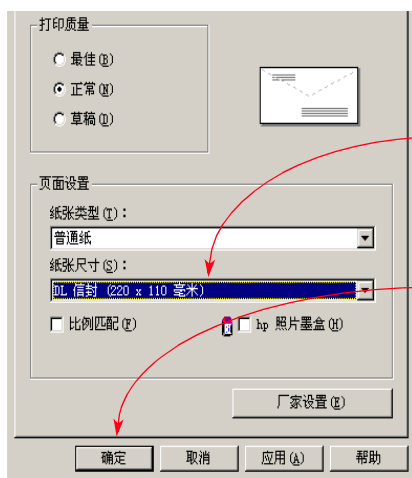 打印质量
最佳(B)
正常(N)
草稿(D)
页面设置
纸张类型(T)：
普通纸
纸张尺寸(S)：
DL 信封 (220 x 110 毫米)
比例匹配(F)
hp 照片墨盒(H)
厂家设置(E)
确定 取消 应用(A) 帮助